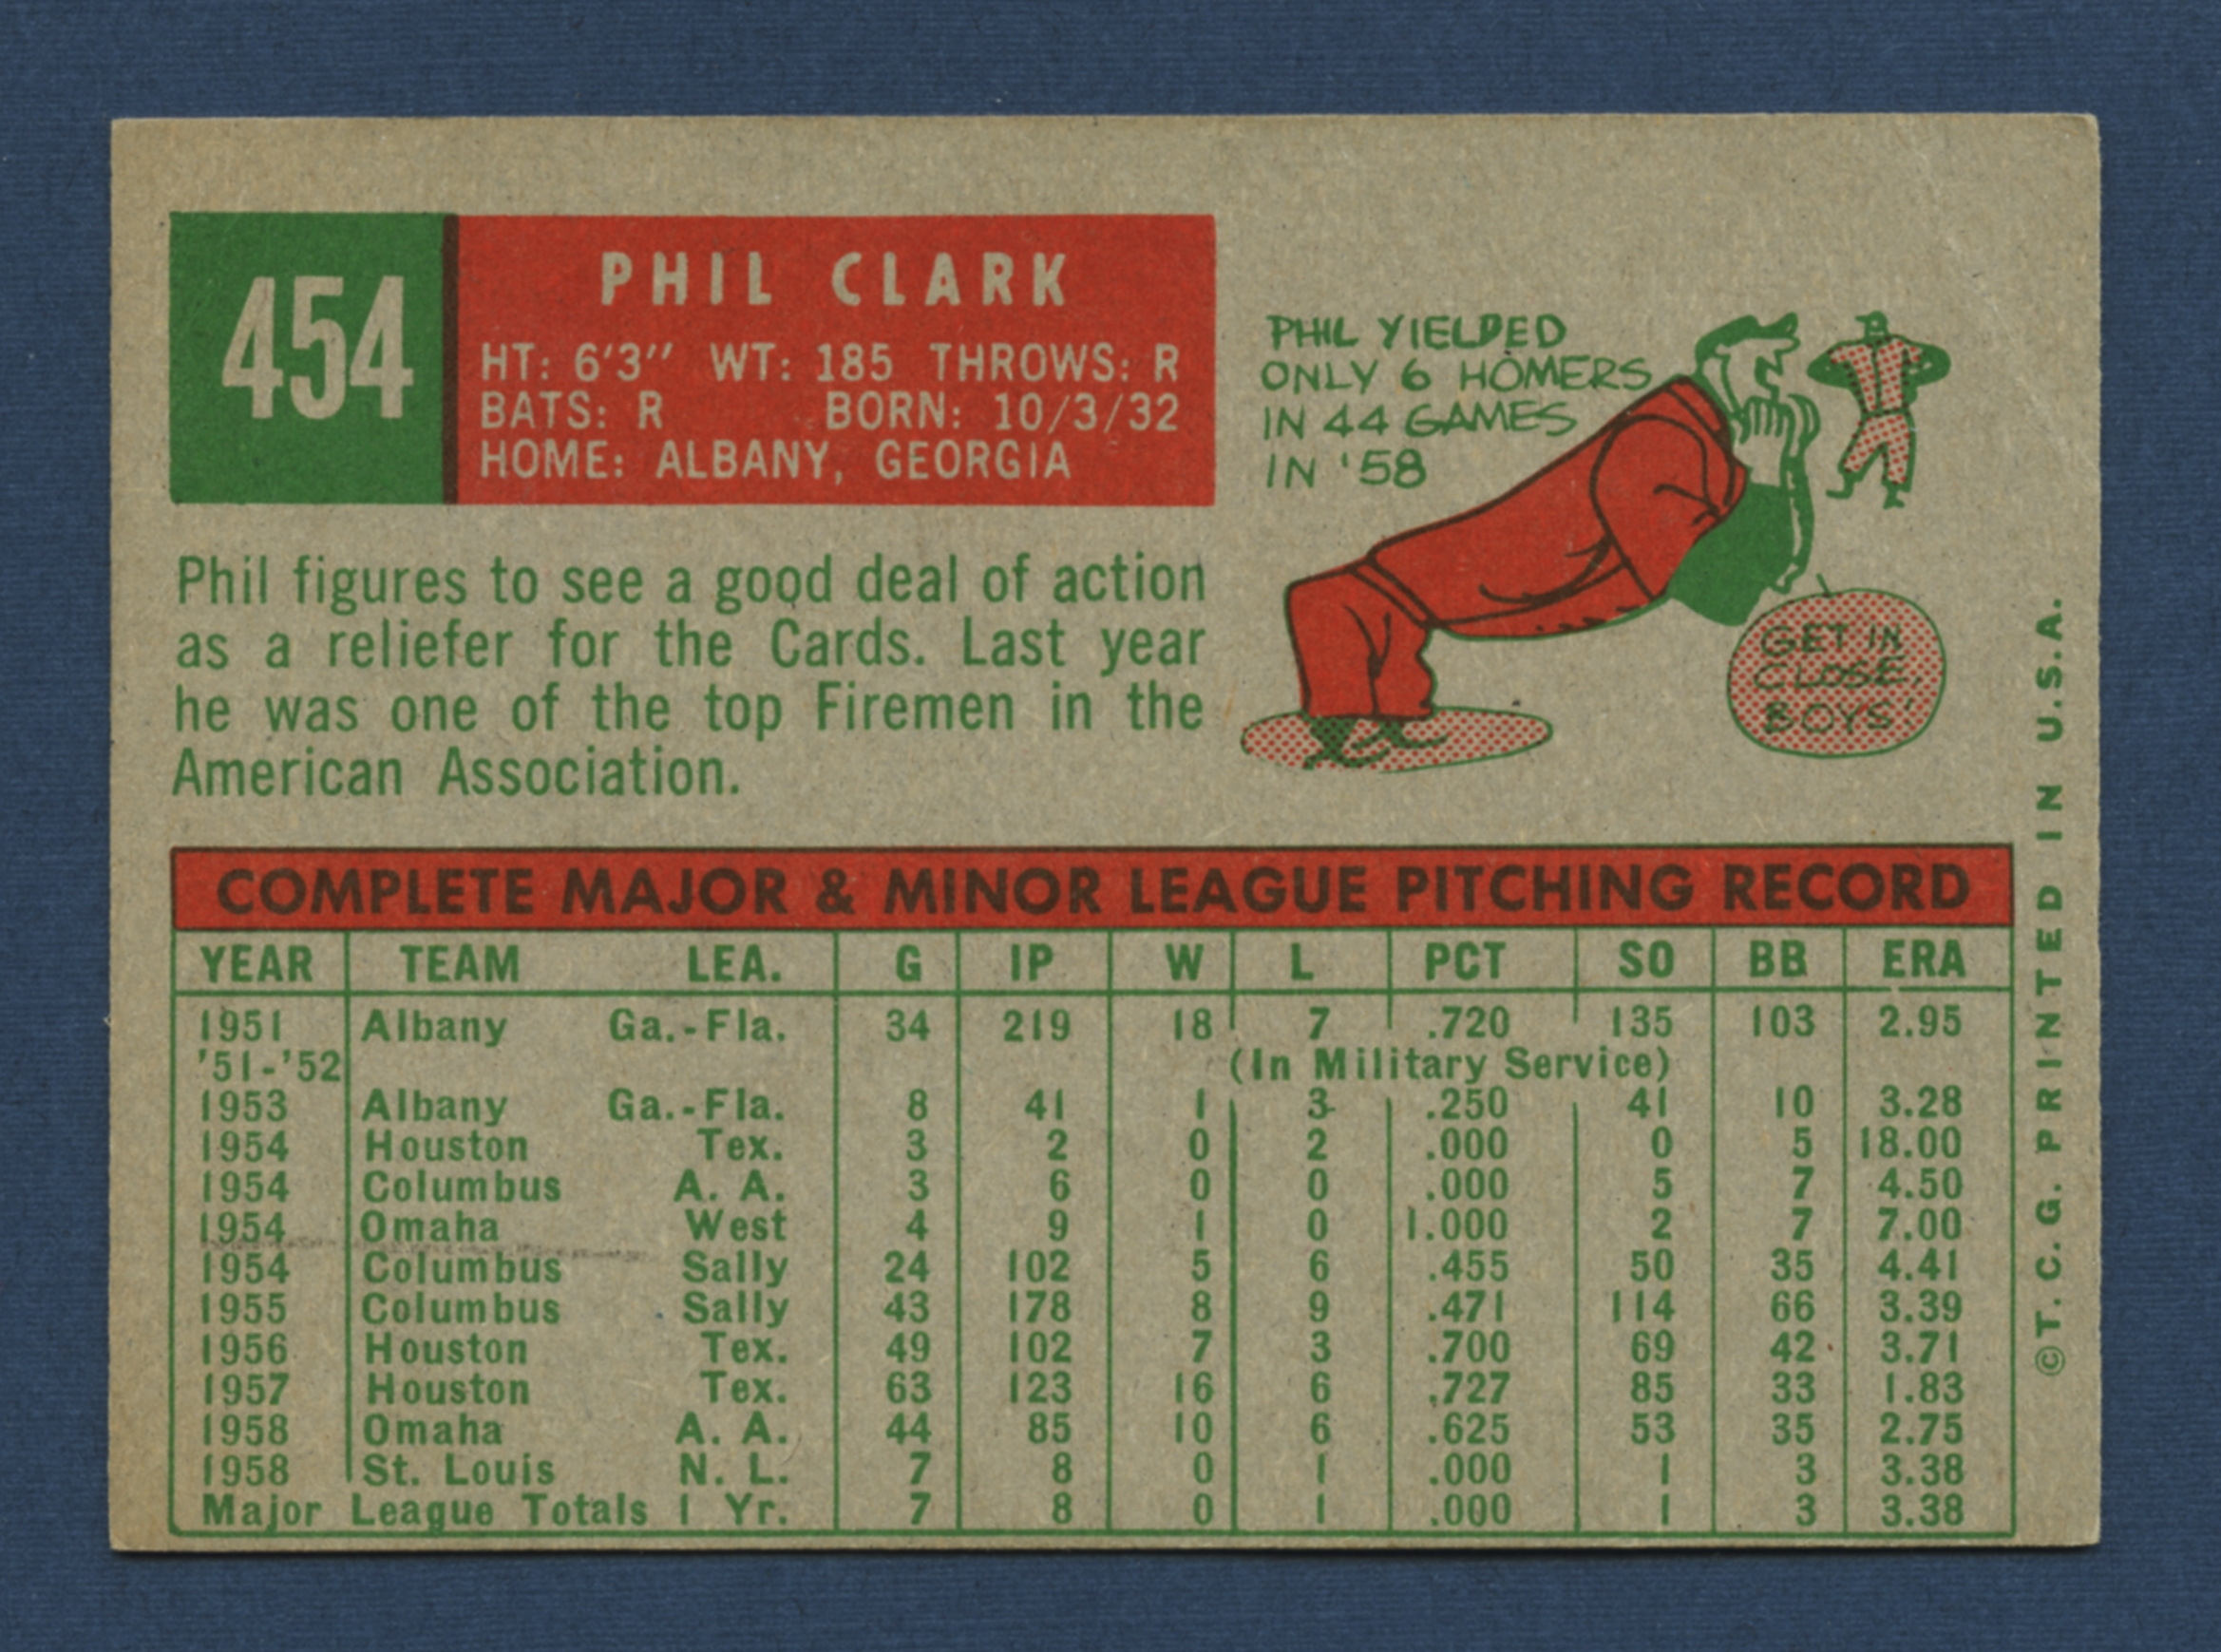 454
PHIL CLARK
HT: 6'3" WT: 185 THROWS: R
BATS: R BORN: 10/3/32
HOME: ALBANY, GEORGIA
PHIL YIELDED
ONLY 6 HOMERS
IN 44 GAMES
IN '58
GET IN
CLOSE
BOYS'
Phil figures to see a good deal of action
as a reliefer for the Cards. Last year
he was one of the top Firemen in the
American Association.
COMPLETE MAJOR & MINOR LEAGUE PITCHING RECORD
YEAR TEAM LEA. G IP W L PCT SO BB ERA
1951 Albany Ga.-Fla. 34 219 18 7 .720 135 103 2.95
'51-'52 (In Military Service)
1953 Albany Ga.-Fla. 8 41 1 3 .250 41 10 3.28
1954 Houston Tex. 3 2 0 2 .000 0 5 18.00
1954 Columbus A. A. 3 6 0 0 .000 5 7 4.50
1954 Omaha West 4 9 1 0 1.000 2 7 7.00
1954 Columbus Sally 24 102 5 6 .455 50 35 4.41
1955 Columbus Sally 43 178 8 9 .471 114 66 3.39
1956 Houston Tex. 49 102 7 3 .700 69 42 3.71
1957 Houston Tex. 63 123 16 6 .727 85 33 1.83
1958 Omaha A. A. 44 85 10 6 .625 53 35 2.75
1958 St. Louis N. L. 7 8 0 1 .000 1 3 3.38
Major League Totals 1 Yr. 7 8 0 1 .000 1 3 3.38
©T. C. G. PRINTED IN U.S.A.